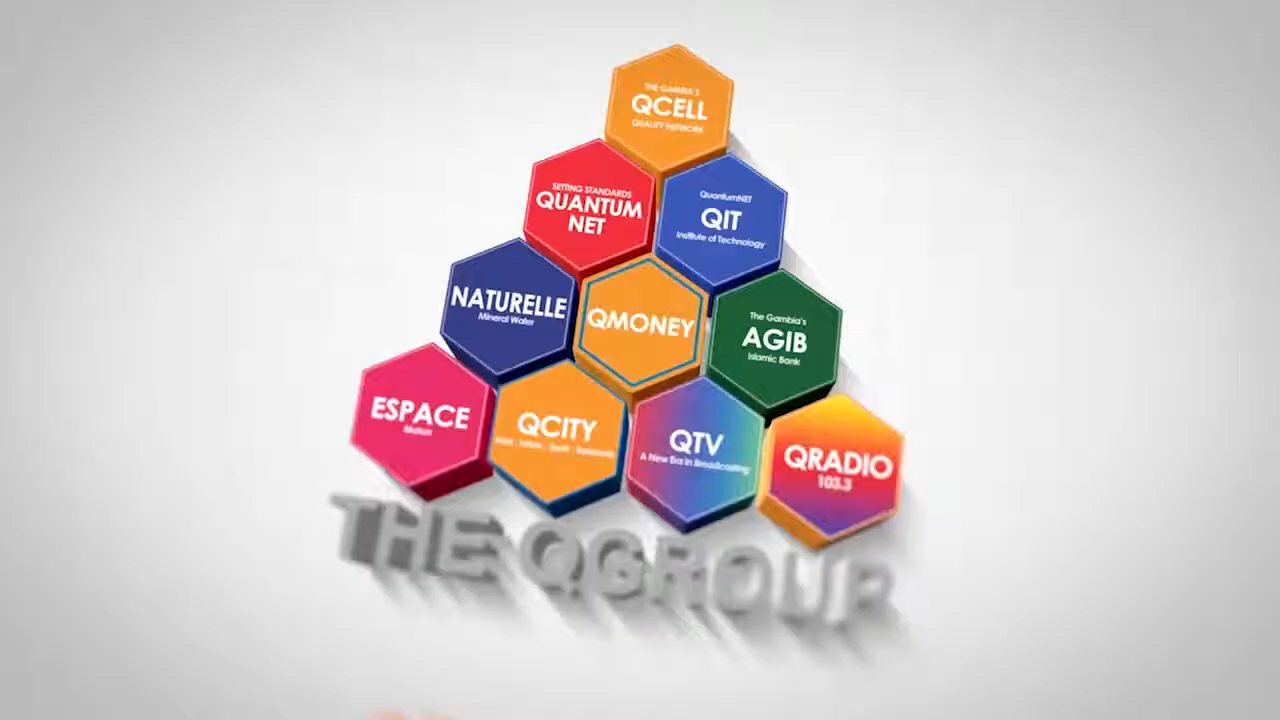 THE GAMBIA'S
QCELL
QUALITY NETWORK
SETTING STANDARDS
QUANTUM
NET
QuantumNET
QIT
Institute of Technology
NATURELLE
Mineral Water
QMONEY
The Gambia's
AGIB
Islamic Bank
ESPACE
QCITY
QTV
A New Era in Broadcasting
QRADIO
103.3
THE QGROUP